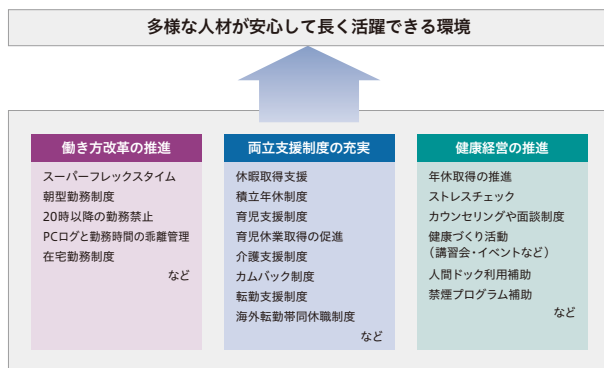 多様な人材が安心して長く活躍できる環境
働き方改革の推進
スーパーフレックスタイム
朝型勤務制度
20時以降の勤務禁止
PCログと勤務時間の乖離管理
在宅勤務制度
など
両立支援制度の充実
休暇取得支援
積立年休制度
育児支援制度
育児休業取得の促進
介護支援制度
カムバック制度
転勤支援制度
海外転勤帯同休職制度
など
健康経営の推進
年休取得の推進
ストレスチェック
カウンセリングや面談制度
健康づくり活動
（講習会・イベントなど）
人間ドック利用補助
禁煙プログラム補助
など